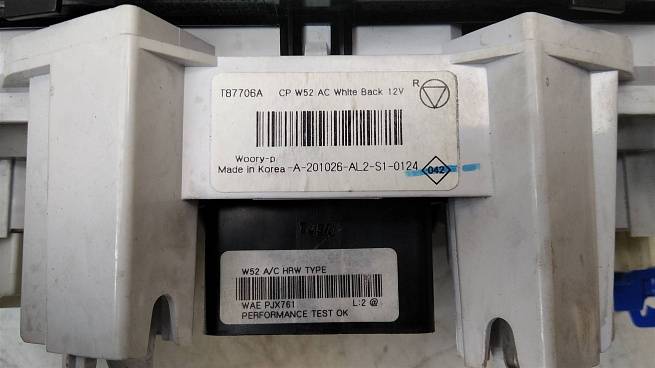 T87706A CP W52 AC White Back 12V
R
Woory-p
Made in Korea -A-201026-AL2-S1-0124 042
W52 A/C HRW TYPE
WAE PJX761 L:2 @
PERFORMANCE TEST OK